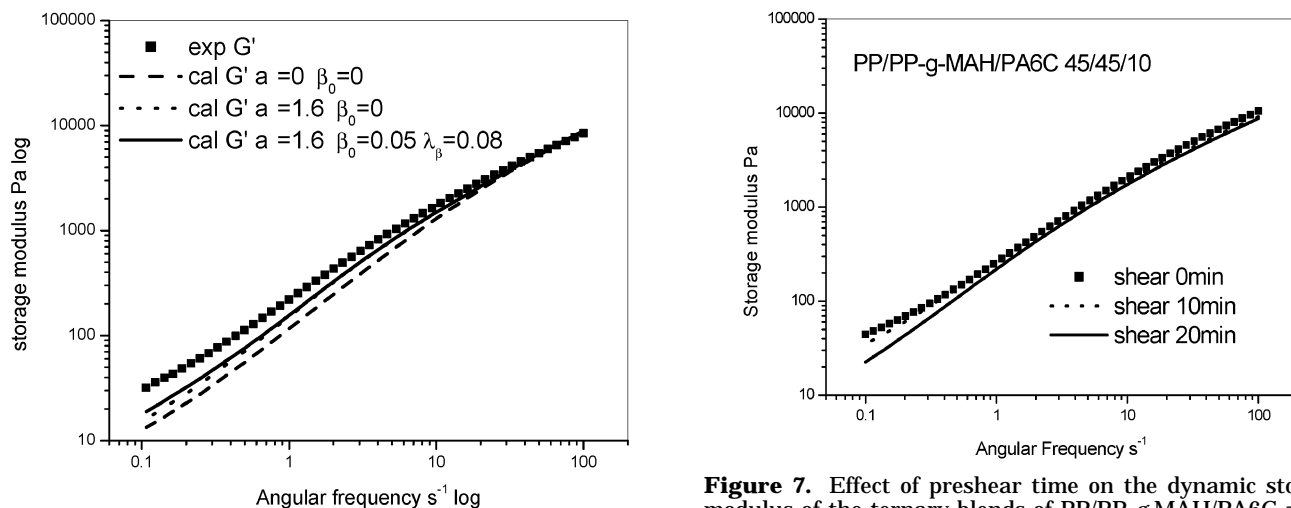 100000
10000
1000
100
10
storage modulus Pa log
exp G'
cal G' a =0 β₀=0
cal G' a =1.6 β₀=0
cal G' a =1.6 β₀=0.05 λᵦ=0.08
0.1
1
10
100
Angular frequency s⁻¹ log
100000
10000
1000
100
10
Storage modulus Pa
PP/PP-g-MAH/PA6C 45/45/10
shear 0min
shear 10min
shear 20min
0.1
1
10
100
Angular Frequency s⁻¹
Figure 7. Effect of preshear time on the dynamic sto